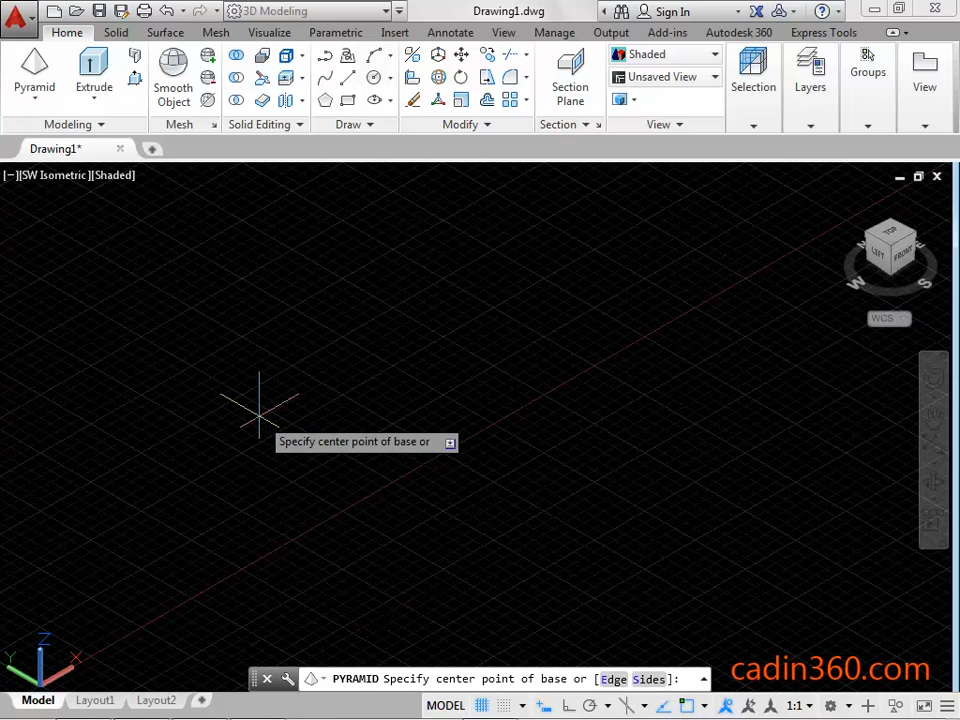 3D Modeling
Drawing1.dwg
Sign In
Home Solid Surface Mesh Visualize Parametric Insert Annotate View Manage Output Add-ins Autodesk 360 Express Tools
Pyramid
Extrude
Smooth
Object
Section
Plane
Shaded
Unsaved View
Selection
Layers
Groups
View
Modeling Mesh Solid Editing Draw Modify Section View
Drawing1*
[−][SW Isometric][Shaded]
TOP
LEFT
FRONT
N
E
W
S
WCS
Specify center point of base or
Z
Y
X
PYRAMID Specify center point of base or [Edge Sides]:
cadin360.com
Model Layout1 Layout2
MODEL
1:1